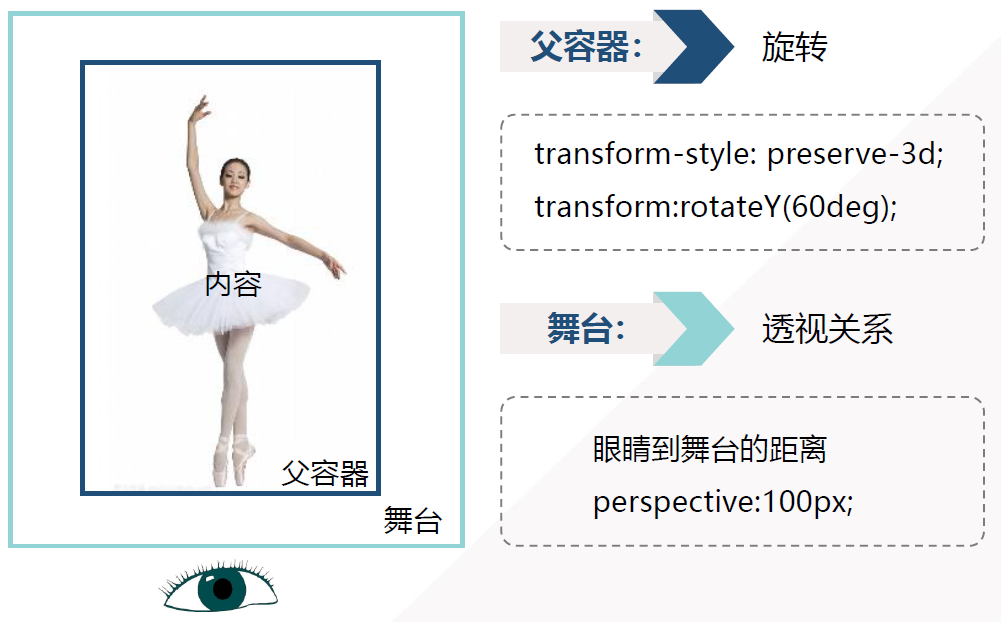 内容
父容器
舞台
父容器：
旋转
transform-style: preserve-3d;
transform:rotateY(60deg);
舞台：
透视关系
眼睛到舞台的距离
perspective:100px;